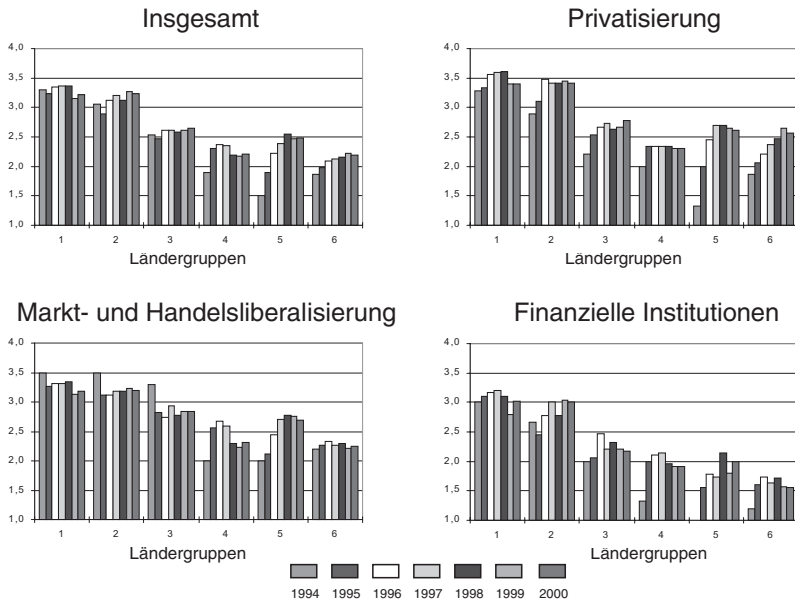 Insgesamt
4,0
3,5
3,0
2,5
2,0
1,5
1,0
1 2 3 4 5 6
Ländergruppen
Privatisierung
4,0
3,5
3,0
2,5
2,0
1,5
1,0
1 2 3 4 5 6
Ländergruppen
Markt- und Handelsliberalisierung
4,0
3,5
3,0
2,5
2,0
1,5
1,0
1 2 3 4 5 6
Ländergruppen
Finanzielle Institutionen
4,0
3,5
3,0
2,5
2,0
1,5
1,0
1 2 3 4 5 6
Ländergruppen
1994 1995 1996 1997 1998 1999 2000